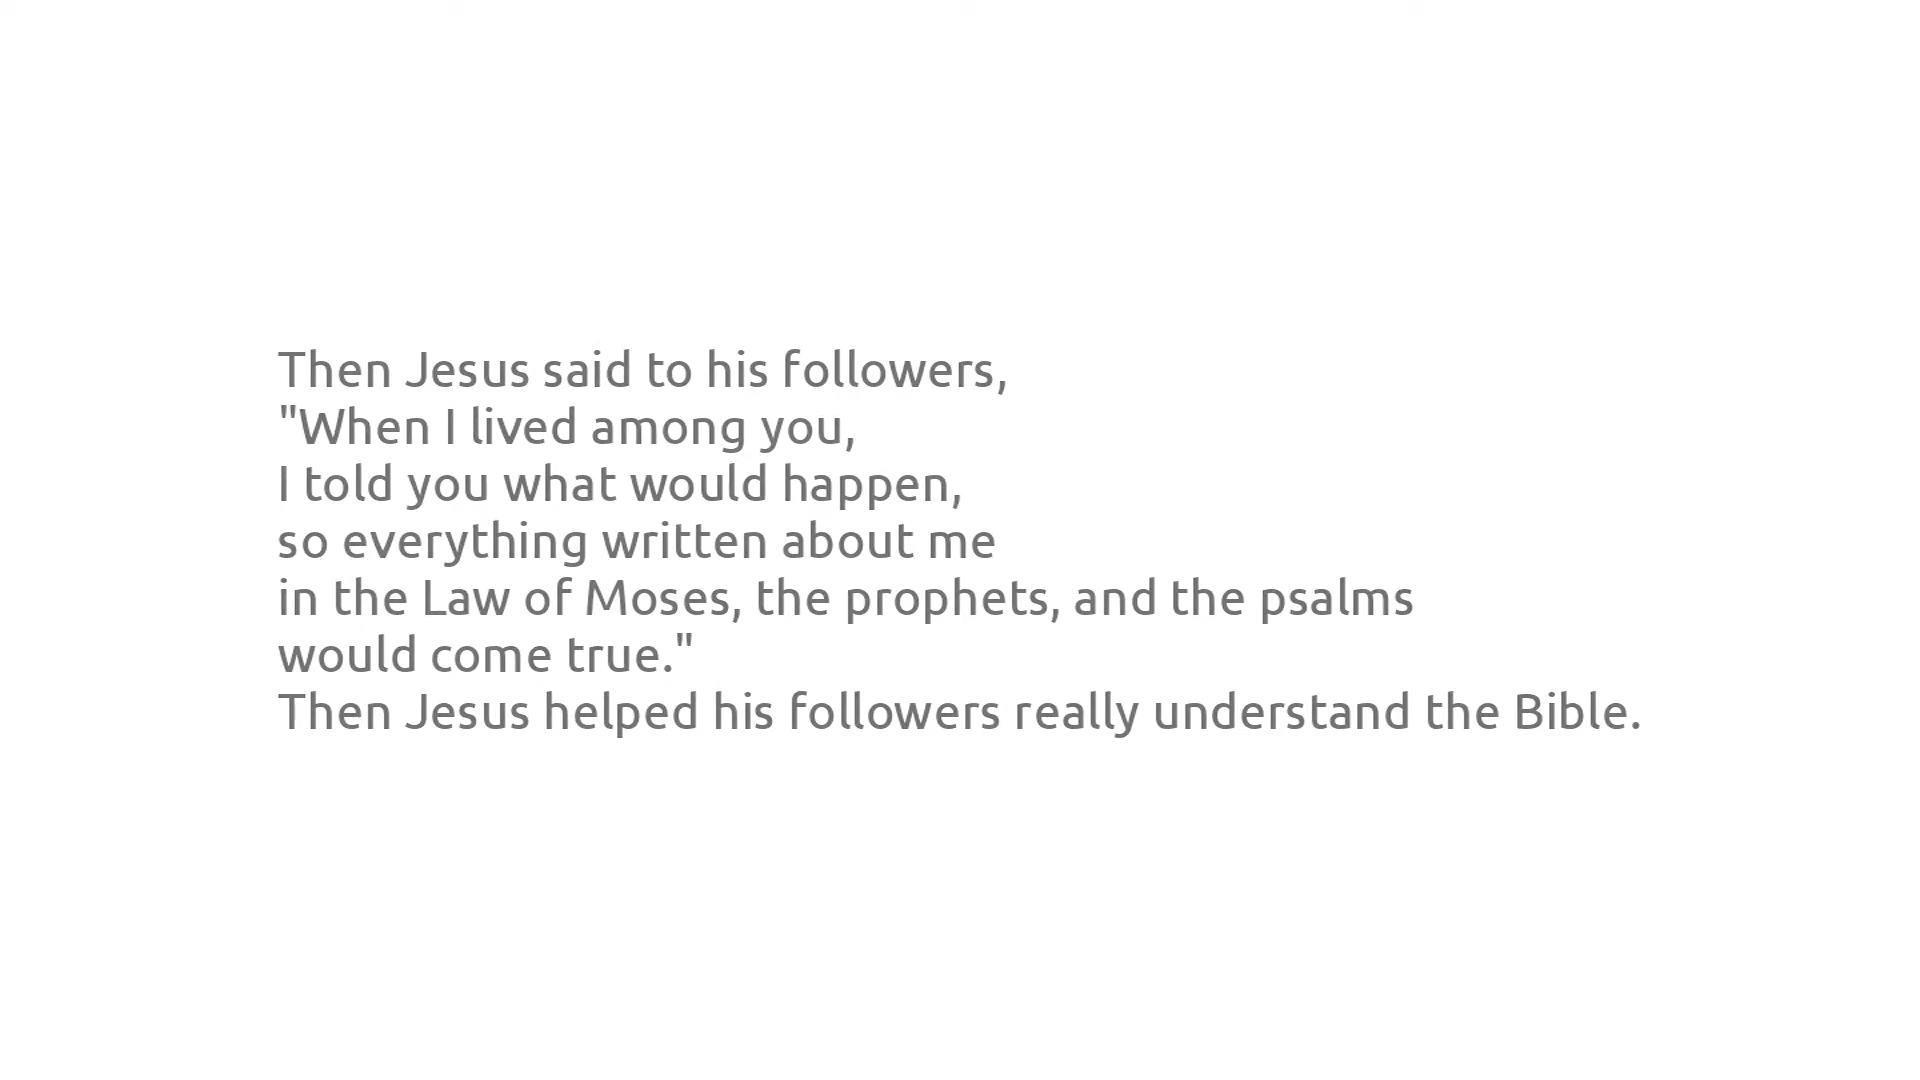 Then Jesus said to his followers,
"When I lived among you,
I told you what would happen,
so everything written about me
in the Law of Moses, the prophets, and the psalms
would come true."
Then Jesus helped his followers really understand the Bible.